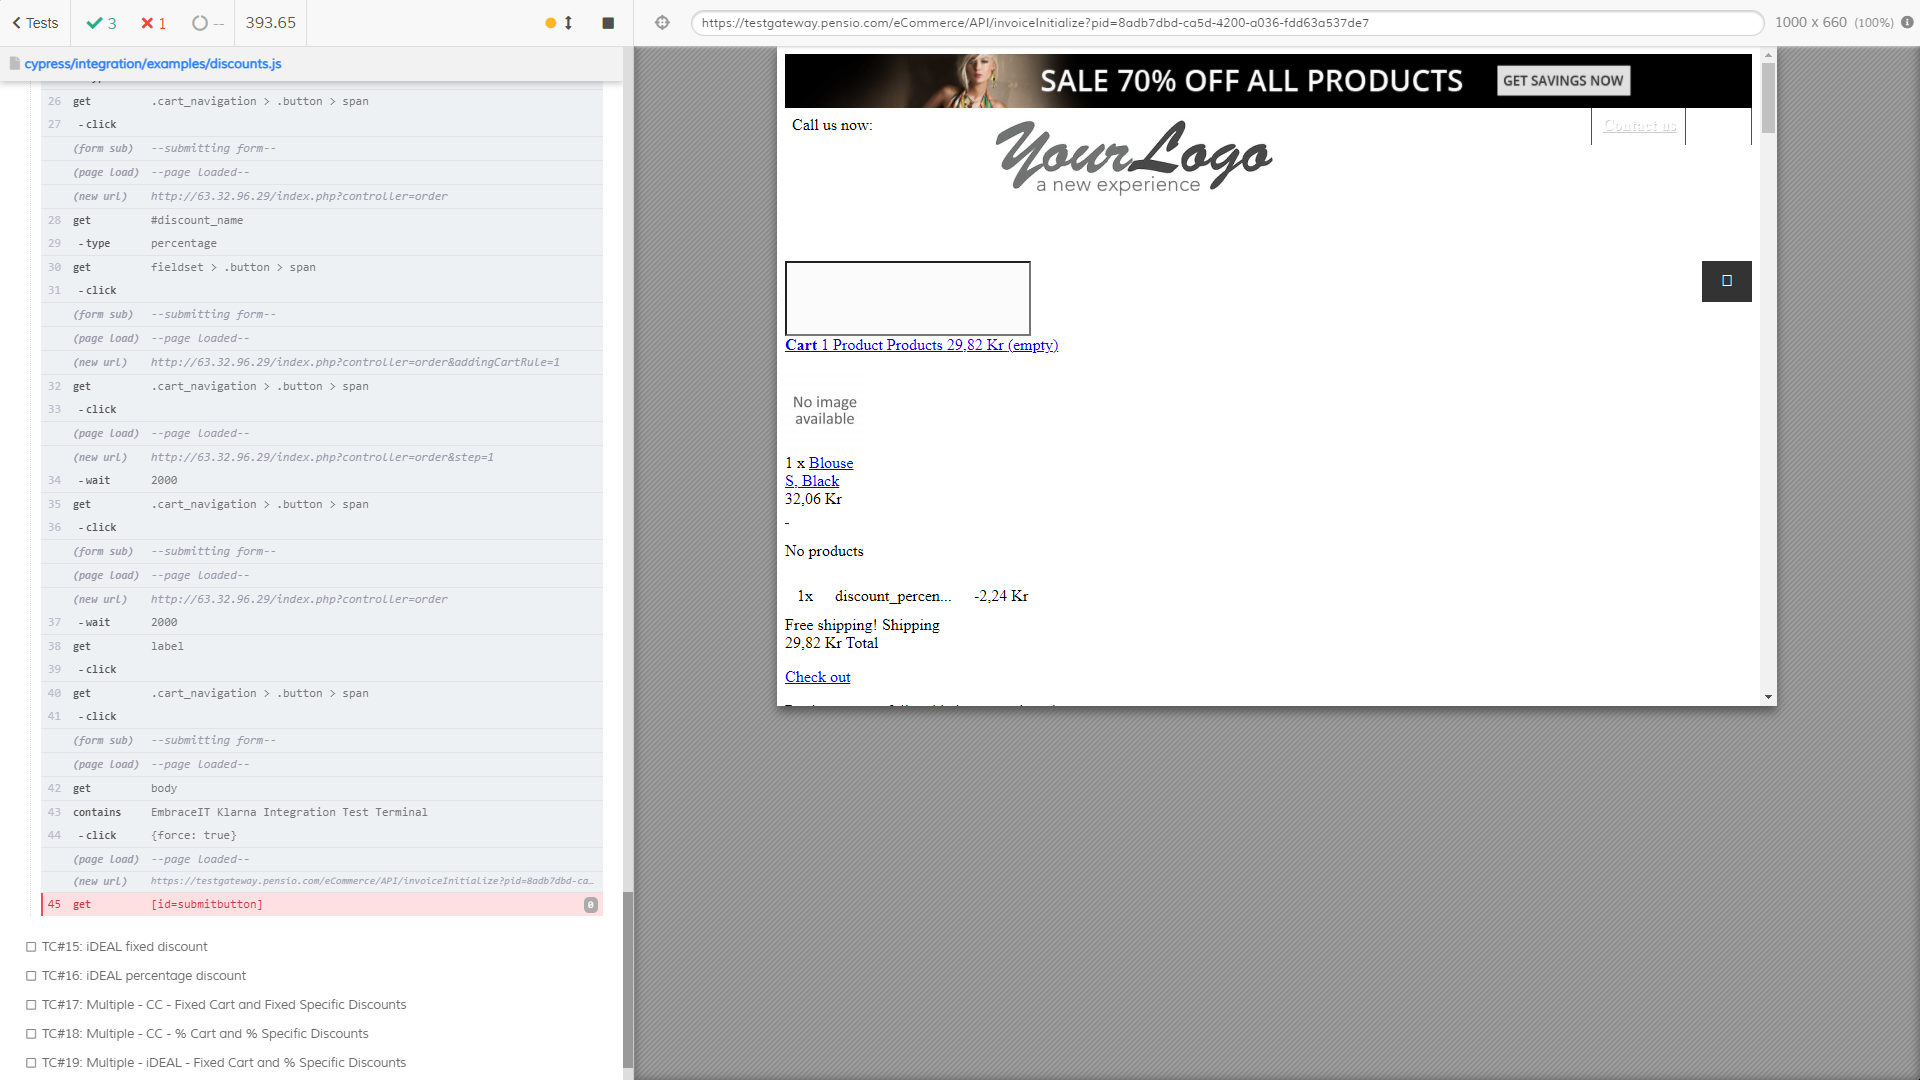 Tests
3
1
--
393.65
cypress/integration/examples/discounts.js
26 get .cart_navigation > .button > span
27 - click
(form sub) --submitting form--
(page load) --page loaded--
(new url) http://63.32.96.29/index.php?controller=order
28 get #discount_name
29 - type percentage
30 get fieldset > .button > span
31 - click
(form sub) --submitting form--
(page load) --page loaded--
(new url) http://63.32.96.29/index.php?controller=order&addingCartRule=1
32 get .cart_navigation > .button > span
33 - click
(page load) --page loaded--
(new url) http://63.32.96.29/index.php?controller=order&step=1
34 - wait 2000
35 get .cart_navigation > .button > span
36 - click
(form sub) --submitting form--
(page load) --page loaded--
(new url) http://63.32.96.29/index.php?controller=order
37 - wait 2000
38 get label
39 - click
40 get .cart_navigation > .button > span
41 - click
(form sub) --submitting form--
(page load) --page loaded--
42 get body
43 contains EmbraceIT Klarna Integration Test Terminal
44 - click {force: true}
(page load) --page loaded--
(new url) https://testgateway.pensio.com/eCommerce/API/invoiceInitialize?pid=8adb7dbd-ca...
45 get [id=submitbutton] 0
TC#15: iDEAL fixed discount
TC#16: iDEAL percentage discount
TC#17: Multiple - CC - Fixed Cart and Fixed Specific Discounts
TC#18: Multiple - CC - % Cart and % Specific Discounts
TC#19: Multiple - iDEAL - Fixed Cart and % Specific Discounts
https://testgateway.pensio.com/eCommerce/API/invoiceInitialize?pid=8adb7dbd-ca5d-4200-a036-fdd63a537de7
1000 x 660 (100%)
SALE 70% OFF ALL PRODUCTS GET SAVINGS NOW
Call us now:
Contact us
YourLogo
a new experience
Cart 1 Product Products 29,82 Kr (empty)
No image
available
1 x Blouse
S, Black
32,06 Kr
-
No products
1x discount_percen... -2,24 Kr
Free shipping! Shipping
29,82 Kr Total
Check out